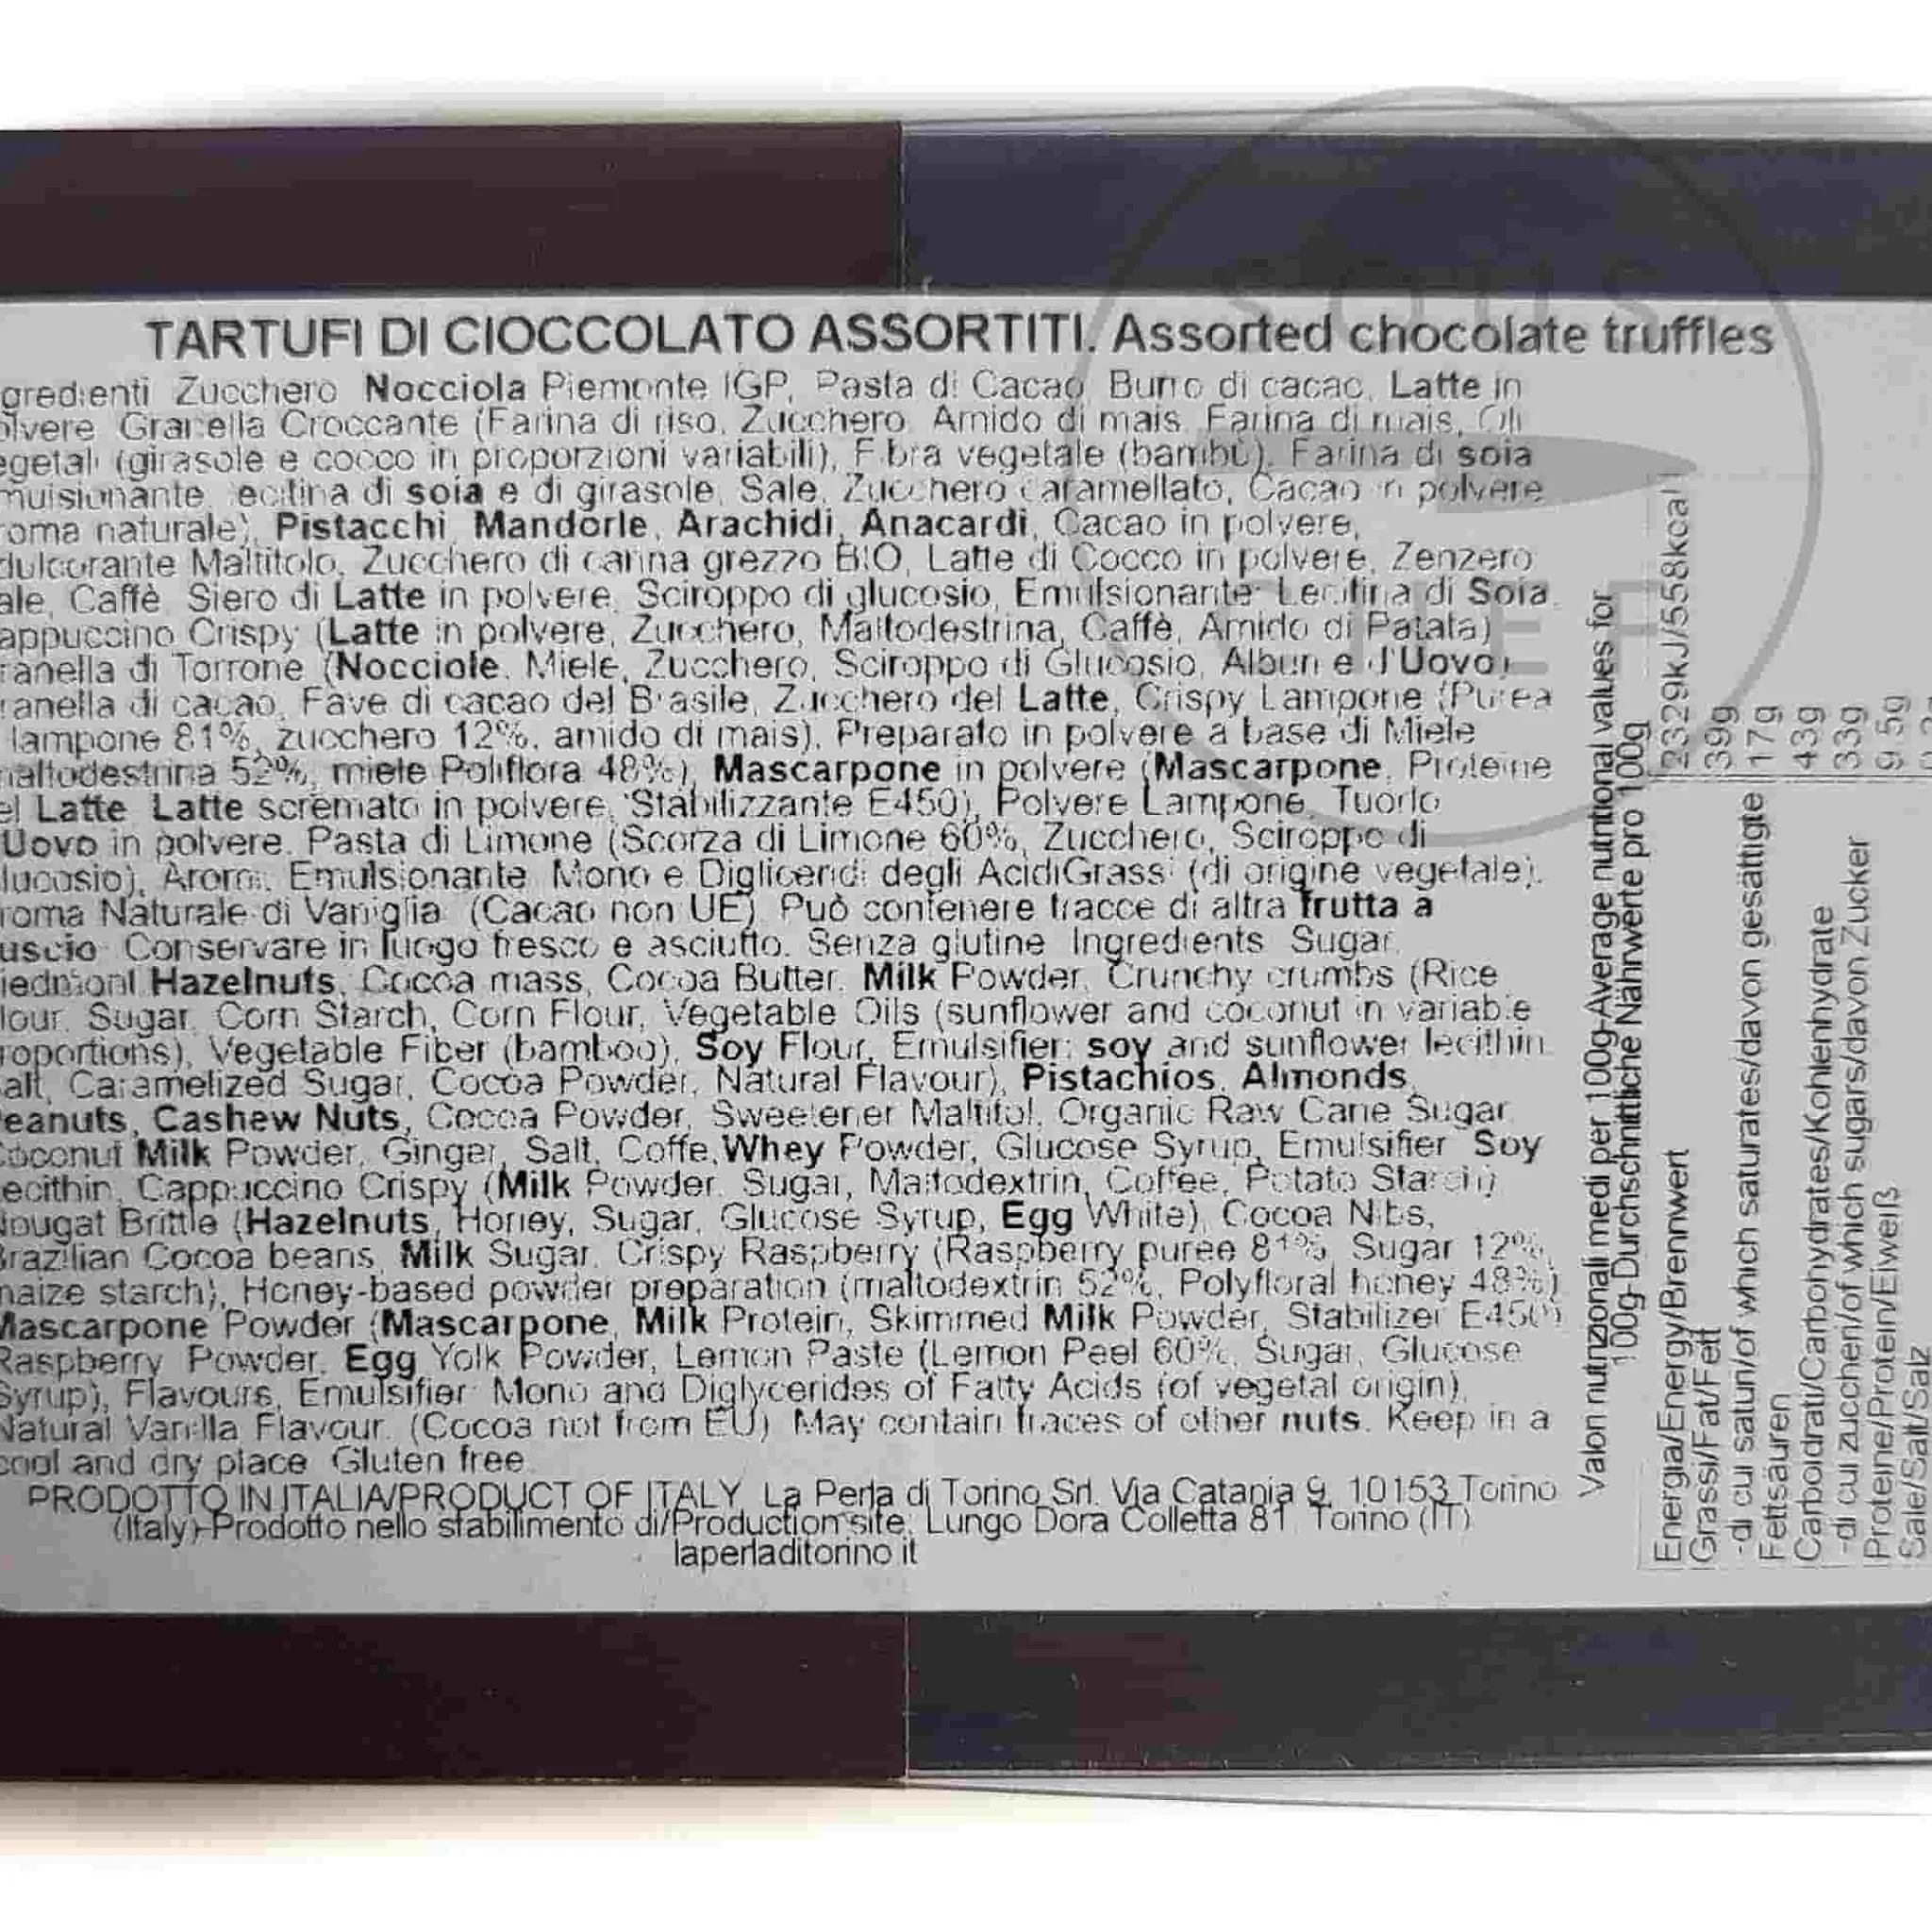 TARTUFI DI CIOCCOLATO ASSORTITI. Assorted chocolate truffles
gredienti Zucchero Nocciola Piemonte IGP, Pasta di Cacao Burro di cacao, Latte in
olvere Granella Croccante (Farina di riso, Zucchero Amido di mais Farina di mais, Oli
egetali (girasole e cocco in proporzioni variabili), Fibra vegetale (bambù), Farina di soia
mulsionante lecitina di soia e di girasole, Sale, Zucchero caramellato, Cacao in polvere
roma naturale), Pistacchi, Mandorle, Arachidi, Anacardi, Cacao in polvere,
dulcorante Maltitolo, Zucchero di canna grezzo BIO, Latte di Cocco in polvere, Zenzero
ale, Caffè, Siero di Latte in polvere, Sciroppo di glucosio, Emulsionante: Lecitina di Soia,
appuccino Crispy (Latte in polvere, Zucchero, Maltodestrina, Caffè, Amido di Patata)
ranella di Torrone (Nocciole, Miele, Zucchero, Sciroppo di Glucosio, Albume d'Uovo),
ranella di cacao, Fave di cacao del Brasile, Zucchero del Latte, Crispy Lampone (Purea
lampone 81%, zucchero 12%, amido di mais), Preparato in polvere a base di Miele
maltodestrina 52%, miele Poliflora 48%), Mascarpone in polvere (Mascarpone, Proteine
el Latte Latte scremato in polvere, Stabilizzante E450), Polvere Lampone, Tuorlo
Uovo in polvere, Pasta di Limone (Scorza di Limone 60%, Zucchero, Sciroppo di
lucosio), Aromi, Emulsionante Mono e Digliceridi degli AcidiGrassi (di origine vegetale),
roma Naturale di Vaniglia (Cacao non UE) Può contenere tracce di altra frutta a
uscio Conservare in luogo fresco e asciutto. Senza glutine Ingredients Sugar,
iedmont Hazelnuts, Cocoa mass, Cocoa Butter, Milk Powder, Crunchy crumbs (Rice
lour, Sugar, Corn Starch, Corn Flour, Vegetable Oils (sunflower and coconut in variable
roportions), Vegetable Fiber (bamboo), Soy Flour, Emulsifier: soy and sunflower lecithin
alt, Caramelized Sugar, Cocoa Powder, Natural Flavour), Pistachios, Almonds,
eanuts, Cashew Nuts, Cocoa Powder, Sweetener Maltitol, Organic Raw Cane Sugar
Coconut Milk Powder, Ginger, Salt, Coffe,Whey Powder, Glucose Syrup, Emulsifier Soy
ecithin, Cappuccino Crispy (Milk Powder, Sugar, Maltodextrin, Coffee, Potato Starch)
Nougat Brittle (Hazelnuts, Honey, Sugar, Glucose Syrup, Egg White), Cocoa Nibs,
Brazilian Cocoa beans, Milk Sugar, Crispy Raspberry (Raspberry puree 81%, Sugar 12%,
maize starch), Honey-based powder preparation (maltodextrin 52%, Polyfloral honey 48%)
Mascarpone Powder (Mascarpone, Milk Protein, Skimmed Milk Powder, Stabilizer E450)
Raspberry Powder, Egg Yolk Powder, Lemon Paste (Lemon Peel 60%, Sugar, Glucose
Syrup), Flavours, Emulsifier Mono and Diglycerides of Fatty Acids (of vegetal origin),
Natural Vanilla Flavour. (Cocoa not from EU) May contain traces of other nuts. Keep in a
cool and dry place Gluten free
PRODOTTO IN ITALIA/PRODUCT OF ITALY La Perla di Torino Srl. Via Catania 9, 10153 Torino
(Italy)-Prodotto nello stabilimento di/Production site: Lungo Dora Colletta 81 Torino (IT)
laperladitorino it
Valori nutrizionali medi per 100g-Average nutritional values for
100g-Durchschnittliche Nährwerte pro 100g
Energia/Energy/Brennwert 2329kJ/558kcal
Grassi/Fat/Fett 39g
-di cui saturi/of which saturates/davon gesättigte 17g
Fettsäuren
Carboidrati/Carbohydrates/Kohlenhydrate 43g
-di cui zuccheri/of which sugars/davon Zucker 33g
Proteine/Protein/Eiweiß 9,5g
Sale/Salt/Salz
SOUS
CHEF